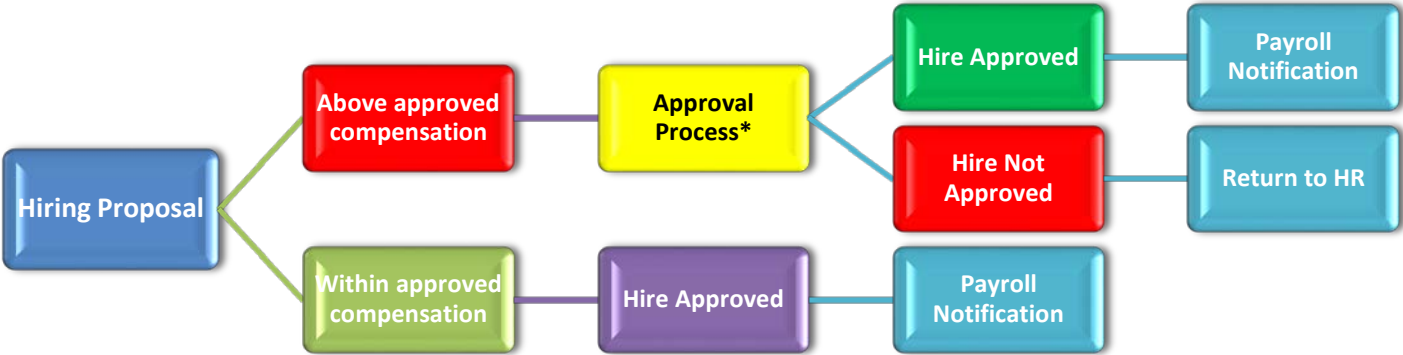 Hiring Proposal
Above approved
compensation
Approval
Process*
Hire Approved
Payroll
Notification
Hire Not
Approved
Return to HR
Within approved
compensation
Hire Approved
Payroll
Notification